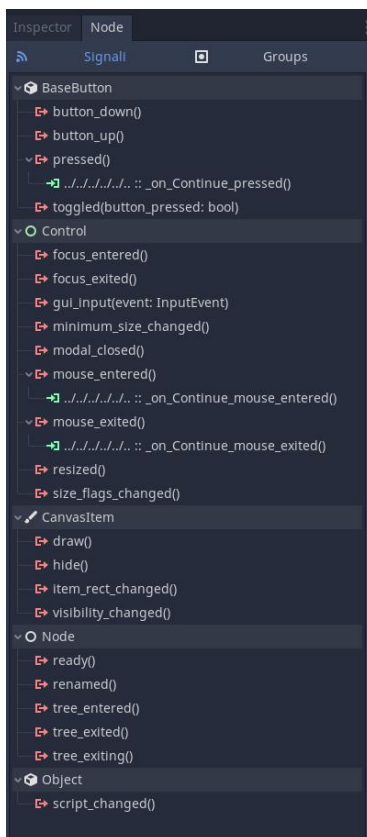 Inspector Node
Signali Groups
BaseButton
button_down()
button_up()
pressed()
../../../../../.. :: _on_Continue_pressed()
toggled(button_pressed: bool)
Control
focus_entered()
focus_exited()
gui_input(event: InputEvent)
minimum_size_changed()
modal_closed()
mouse_entered()
../../../../../.. :: _on_Continue_mouse_entered()
mouse_exited()
../../../../../.. :: _on_Continue_mouse_exited()
resized()
size_flags_changed()
CanvasItem
draw()
hide()
item_rect_changed()
visibility_changed()
Node
ready()
renamed()
tree_entered()
tree_exited()
tree_exiting()
Object
script_changed()